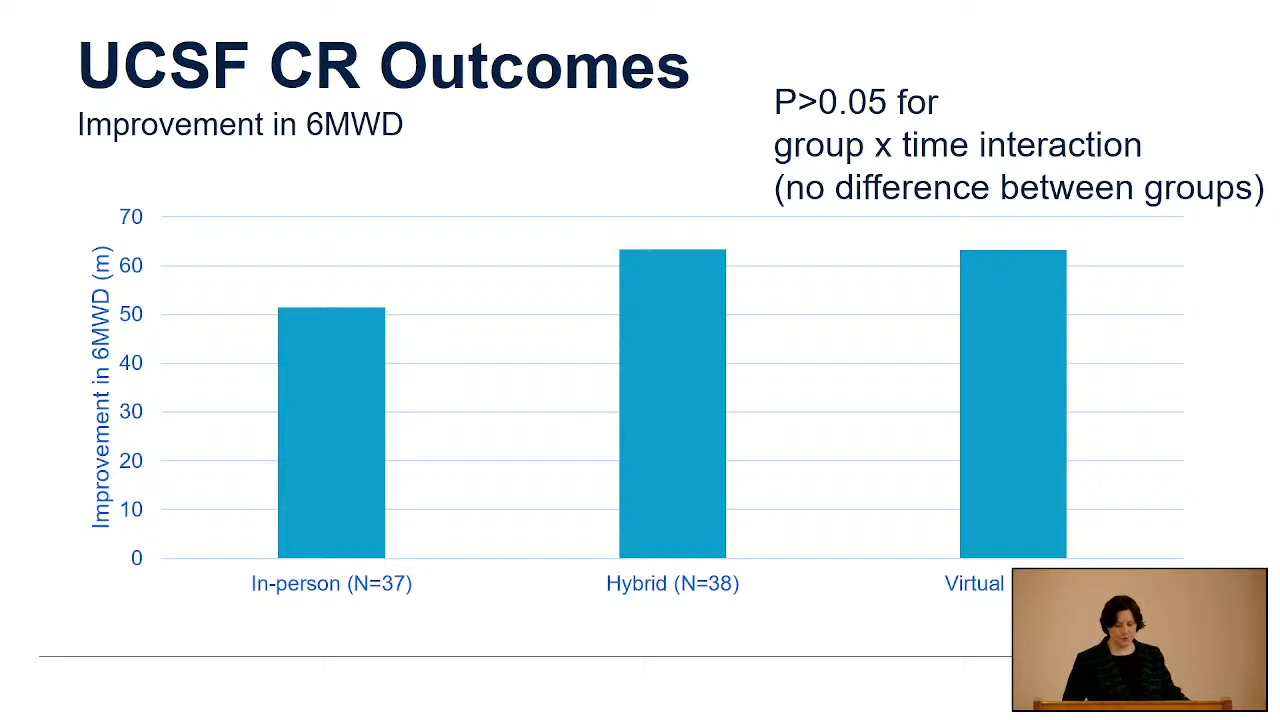 UCSF CR Outcomes
Improvement in 6MWD
P>0.05 for
group x time interaction
(no difference between groups)
Improvement in 6MWD (m)
70
60
50
40
30
20
10
0
In-person (N=37)
Hybrid (N=38)
Virtual